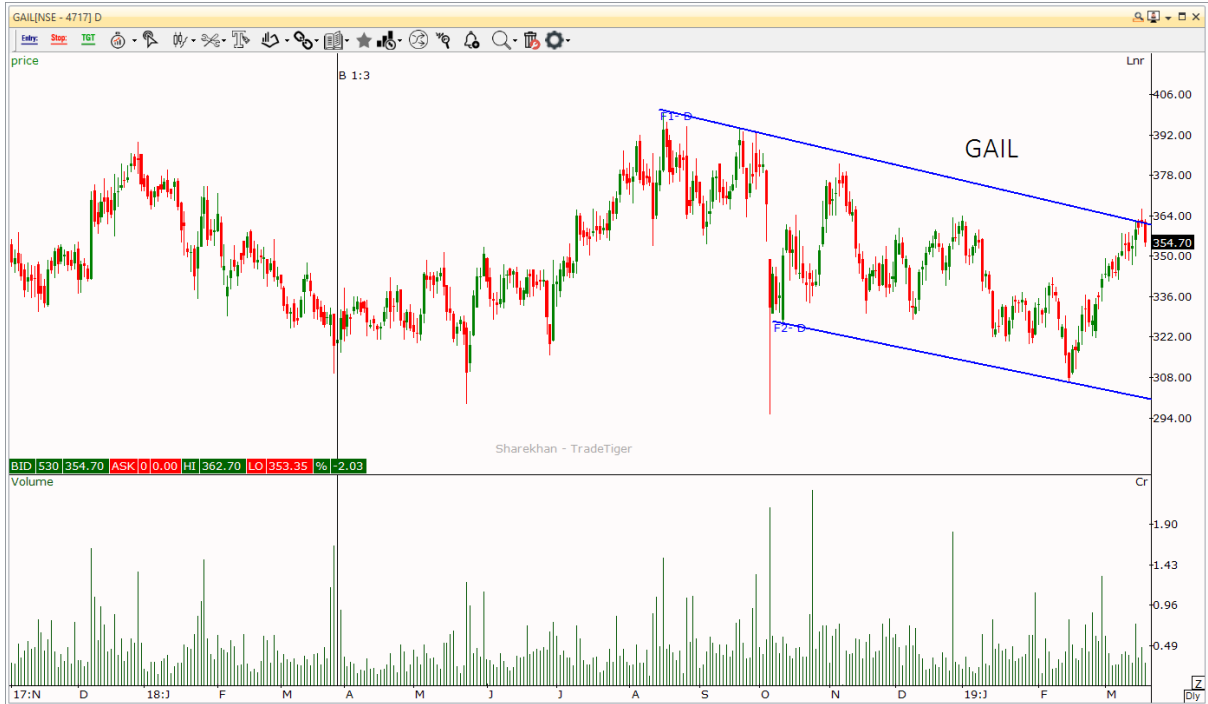 GAIL[NSE - 4717] D
Entry: Stop: TGT
price
Lnr
B 1:3
406.00
F1- D
392.00
GAIL
378.00
364.00
354.70
350.00
336.00
F2- D
322.00
308.00
294.00
Sharekhan - TradeTiger
BID 530 354.70 ASK 0 0.00 HI 362.70 LO 353.35 % -2.03
Volume
Cr
1.90
1.43
0.96
0.49
17:N D 18:J F M A M J J A S O N D 19:J F M
Z
Dly